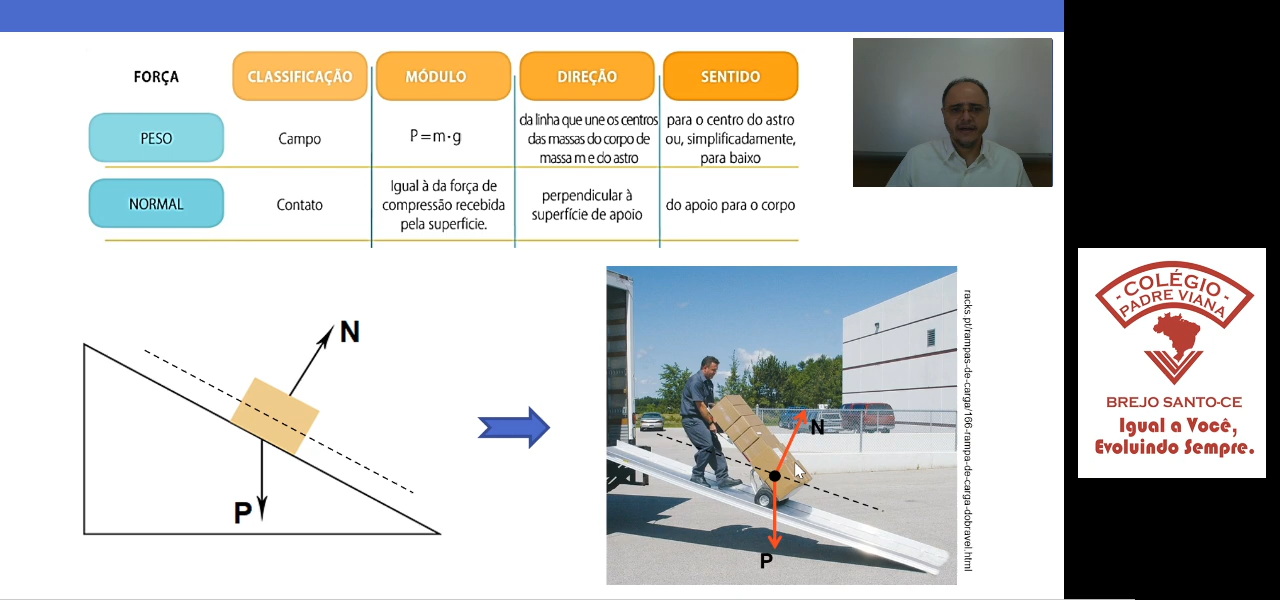 FORÇA
CLASSIFICAÇÃO
MÓDULO
DIREÇÃO
SENTIDO
PESO
Campo
P=m·g
da linha que une os centros
das massas do corpo de
massa m e do astro
para o centro do astro
ou, simplificadamente,
para baixo
NORMAL
Contato
Igual à da força de
compressão recebida
pela superfície.
perpendicular à
superfície de apoio
do apoio para o corpo
N
P
N
P
racks pt/rampas-de-carga/166-rampa-de-carga-dobravel.html
- COLÉGIO -
PADRE VIANA
BREJO SANTO-CE
Igual a Você,
Evoluindo Sempre.